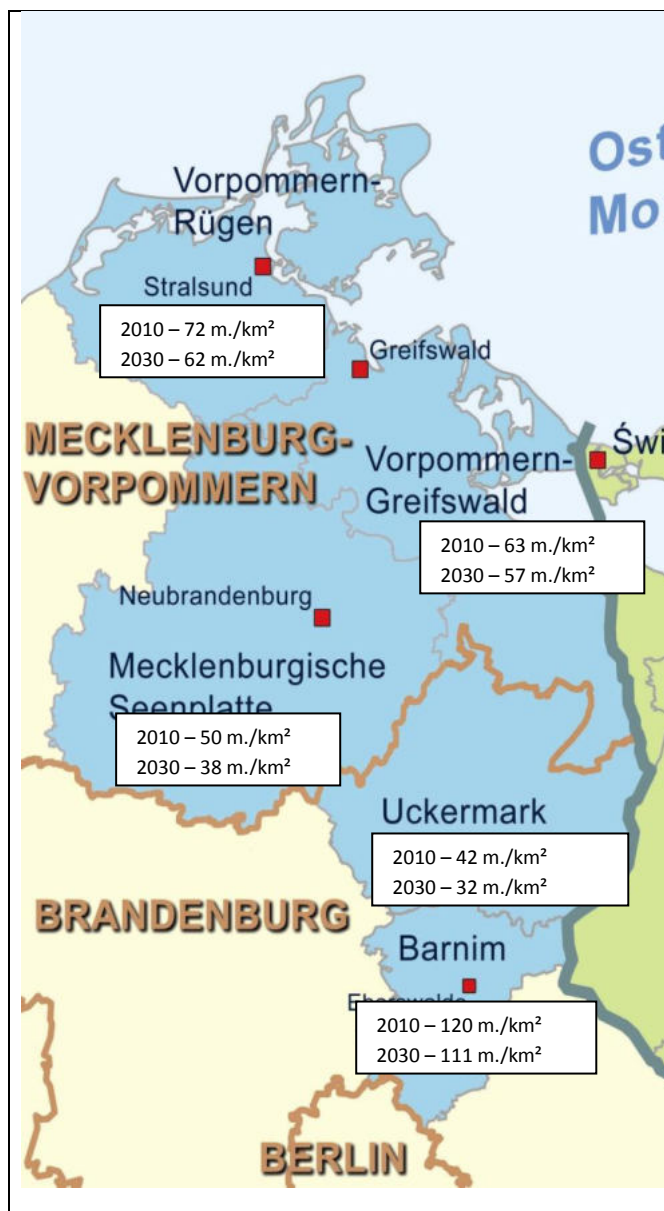 Ost
Mo
Vorpommern-
Rügen
Stralsund
2010 – 72 m./km²
2030 – 62 m./km²
Greifswald
MECKLENBURG-
VORPOMMERN
Świ
Vorpommern-
Greifswald
2010 – 63 m./km²
2030 – 57 m./km²
Neubrandenburg
Mecklenburgische
Seenplatte
2010 – 50 m./km²
2030 – 38 m./km²
Uckermark
2010 – 42 m./km²
2030 – 32 m./km²
BRANDENBURG
Barnim
Eberswalde
2010 – 120 m./km²
2030 – 111 m./km²
BERLIN